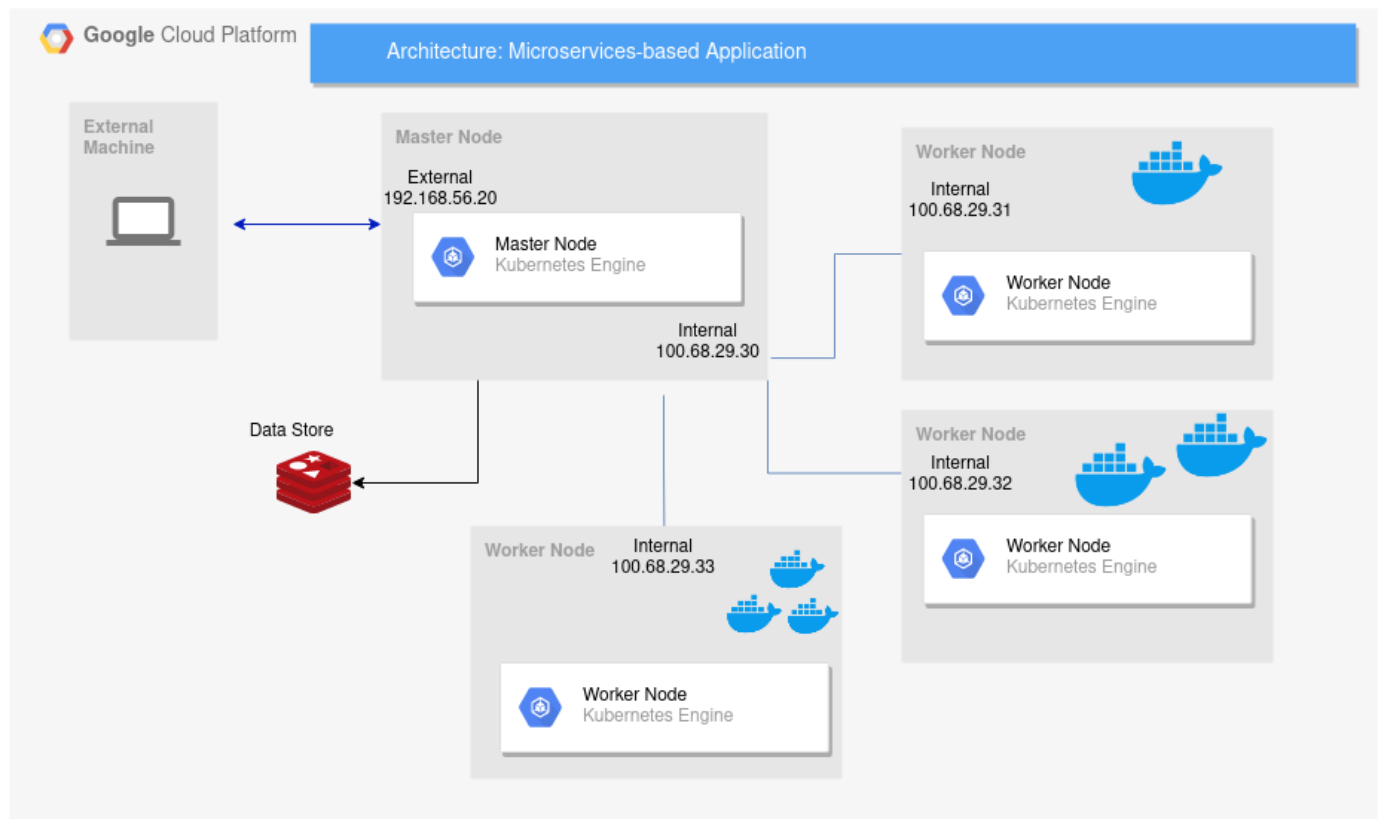 Google Cloud Platform
Architecture: Microservices-based Application
External
Machine
Master Node
External
192.168.56.20
Master Node
Kubernetes Engine
Internal
100.68.29.30
Worker Node
Internal
100.68.29.31
Worker Node
Kubernetes Engine
Data Store
Worker Node
Internal
100.68.29.32
Worker Node
Kubernetes Engine
Worker Node
Internal
100.68.29.33
Worker Node
Kubernetes Engine